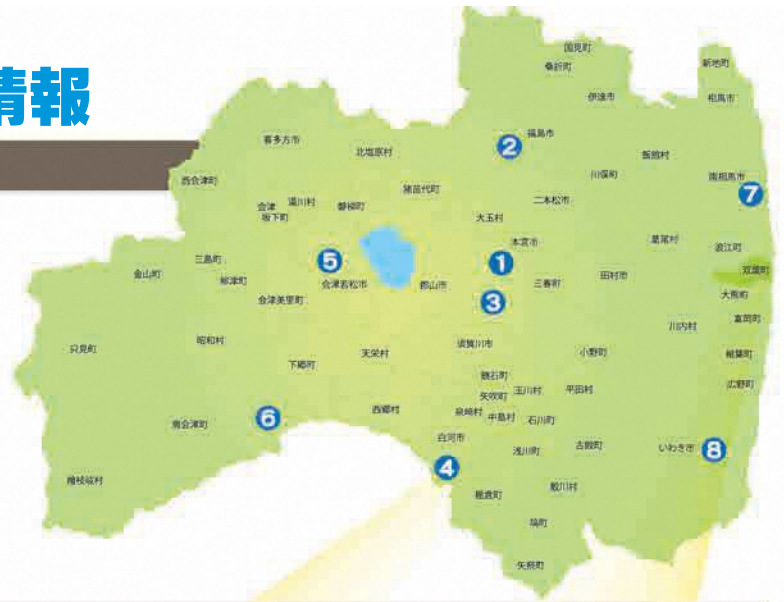 情報
国見町
桑折町
新地町
伊達市
相馬市
福島市
2
喜多方市
北塩原村
飯舘村
川俣町
南相馬市
西会津町
猪苗代町
7
二本松市
会津
坂下町
湯川村
磐梯町
大玉村
本宮市
葛尾村
浪江町
5
1
三島町
双葉町
金山町
柳津町
会津若松市
郡山市
三春町
田村市
会津美里町
3
大熊町
富岡町
川内村
昭和村
只見町
須賀川市
小野町
天栄村
下郷町
楢葉町
鏡石町
広野町
矢吹町
玉川村
平田村
西郷村
泉崎村
中島村
石川町
6
南会津町
白河市
古殿町
いわき市
8
浅川町
4
檜枝岐村
棚倉町
鮫川村
塙町
矢祭町